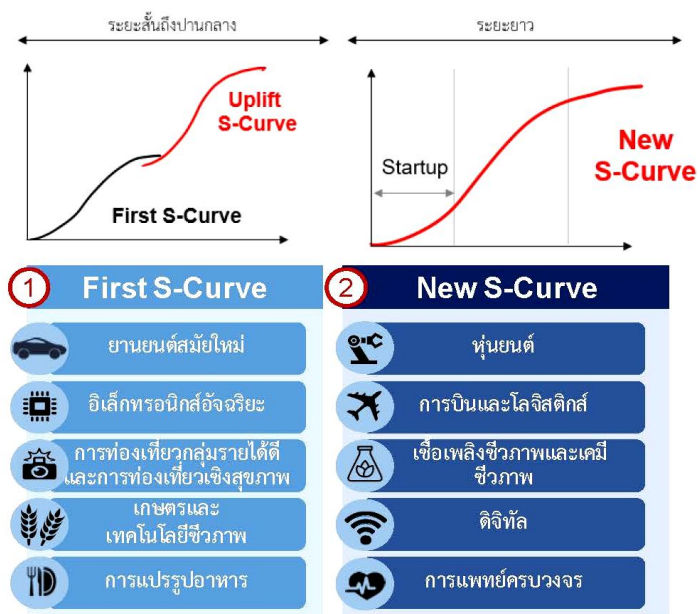 ระยะสั้นถึงปานกลาง
ระยะยาว
Uplift
S-Curve
First S-Curve
Startup
New
S-Curve
1 First S-Curve
ยานยนต์สมัยใหม่
อิเล็กทรอนิกส์อัจฉริยะ
การท่องเที่ยวกลุ่มรายได้ดี
และการท่องเที่ยวเชิงสุขภาพ
เกษตรและ
เทคโนโลยีชีวภาพ
การแปรรูปอาหาร
2 New S-Curve
หุ่นยนต์
การบินและโลจิสติกส์
เชื้อเพลิงชีวภาพและเคมี
ชีวภาพ
ดิจิทัล
การแพทย์ครบวงจร